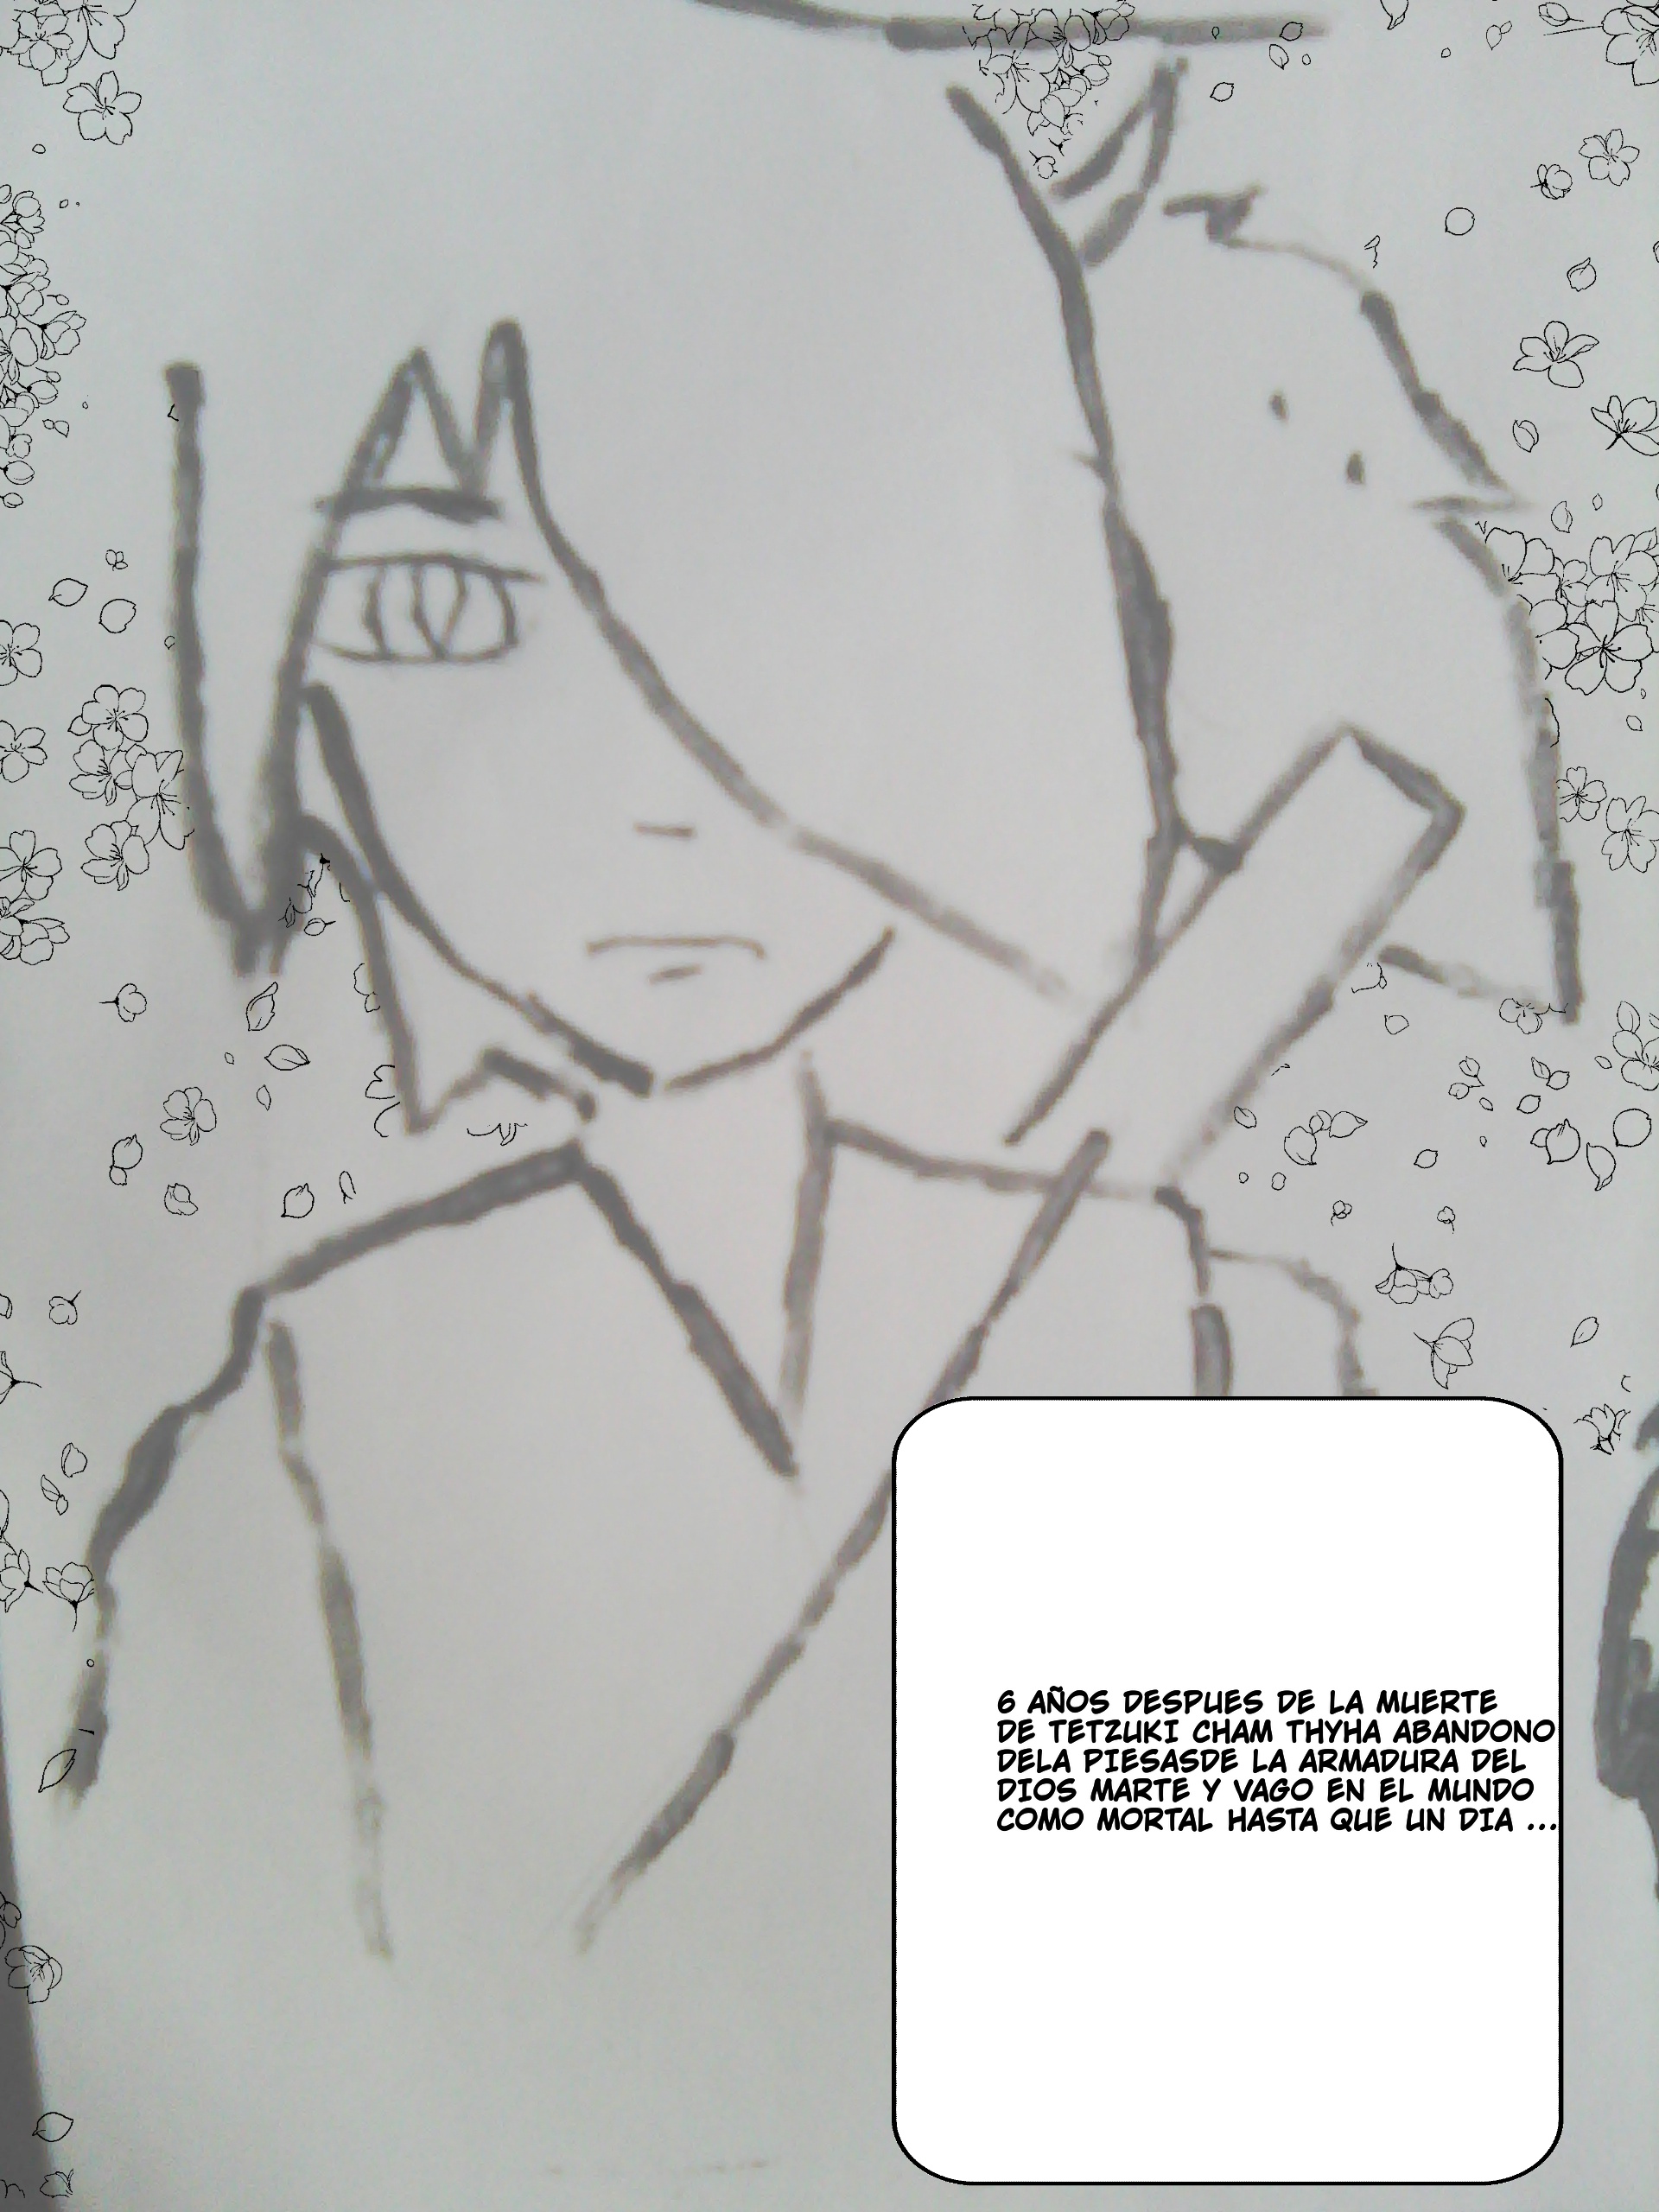 6 AÑOS DESPUES DE LA MUERTE
DE TETZUKI CHAM THYHA ABANDONO
DELA PIESASDE LA ARMADURA DEL
DIOS MARTE Y VAGO EN EL MUNDO
COMO MORTAL HASTA QUE UN DIA ...